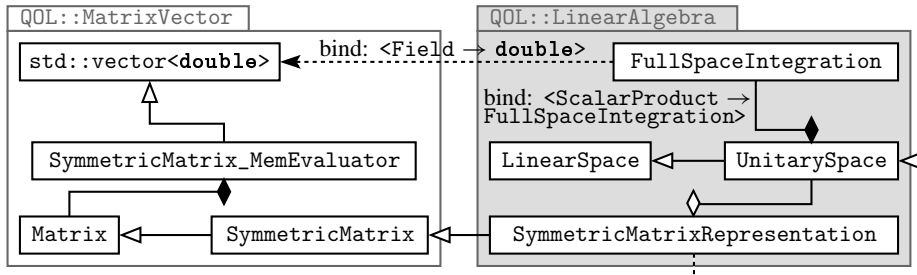 QOL::MatrixVector
QOL::LinearAlgebra
std::vector<double>
bind: <Field → double>
FullSpaceIntegration
bind: <ScalarProduct →
FullSpaceIntegration>
SymmetricMatrix_MemEvaluator
LinearSpace
UnitarySpace
Matrix
SymmetricMatrix
SymmetricMatrixRepresentation